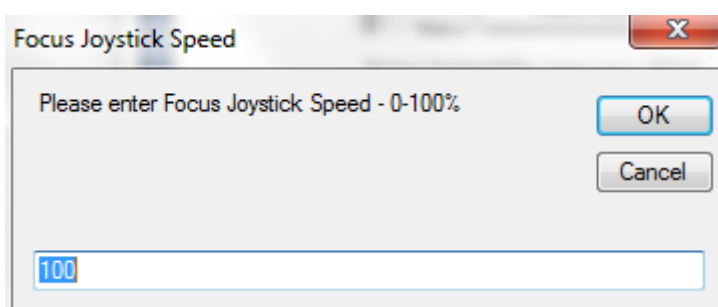 Focus Joystick Speed
Please enter Focus Joystick Speed - 0-100%
OK
Cancel
100